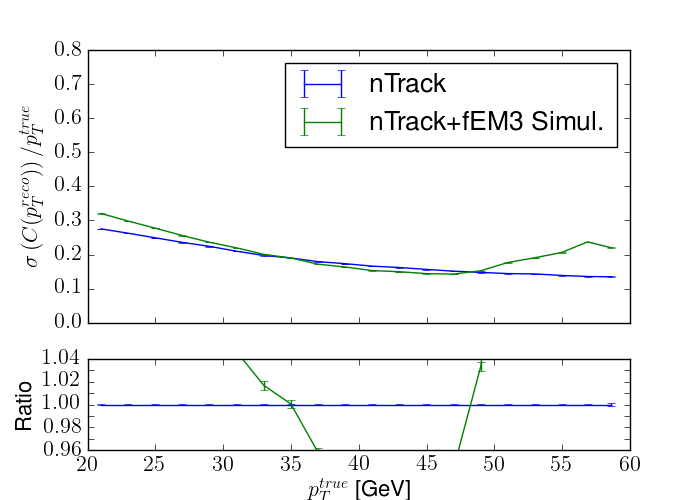 0.8
0.7
0.6
0.5
0.4
0.3
0.2
0.1
0.0
σ (C(p_T^{reco})) /p_T^{true}
nTrack
nTrack+fEM3 Simul.
1.04
1.02
1.00
0.98
0.96
Ratio
20 25 30 35 40 45 50 55 60
p_T^{true} [GeV]